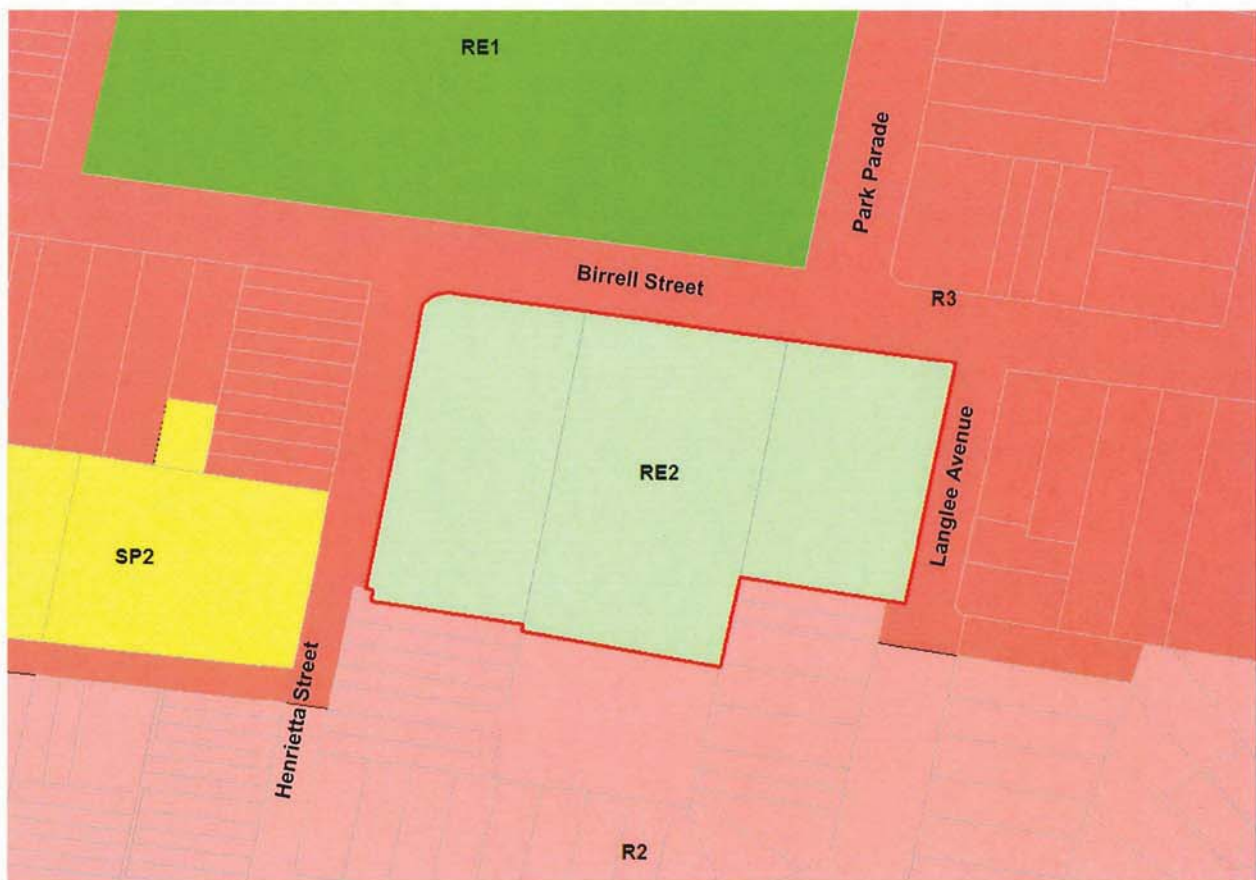 RE1
Park Parade
Birrell Street
R3
RE2
Langlee Avenue
SP2
Henrietta Street
R2